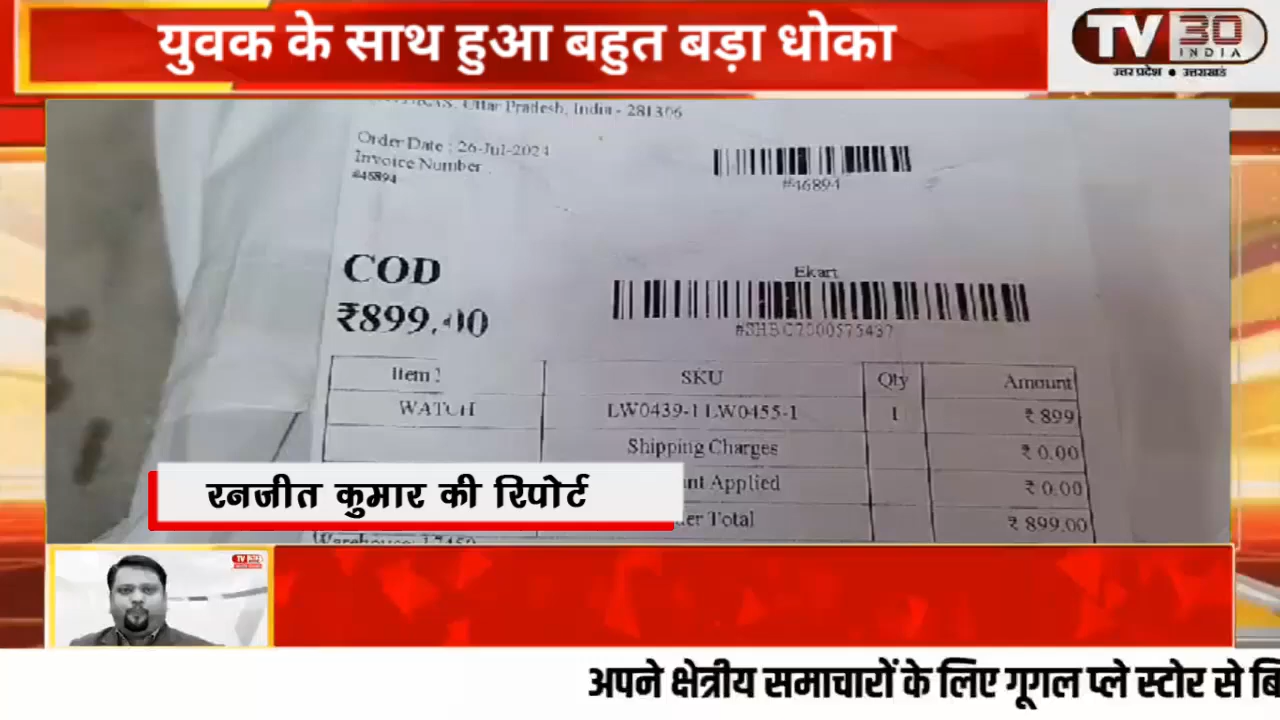 युवक के साथ हुआ बहुत बड़ा धोका
TV 30
INDIA
उत्तर प्रदेश • उत्तराखंड
Uttar Pradesh, India - 281306
Order Date : 26-Jul-2024
Invoice Number
#46894
#46894
COD
₹899.00
Ekart
Item
SKU
Qty
Amount
WATCH
LW0439-1 LW0455-1
1
₹ 899
Shipping Charges
₹ 0.00
Applied
₹ 0.00
Total
₹ 899.00
रनजीत कुमार की रिपोर्ट
अपने क्षेत्रीय समाचारों के लिए गूगल प्ले स्टोर से